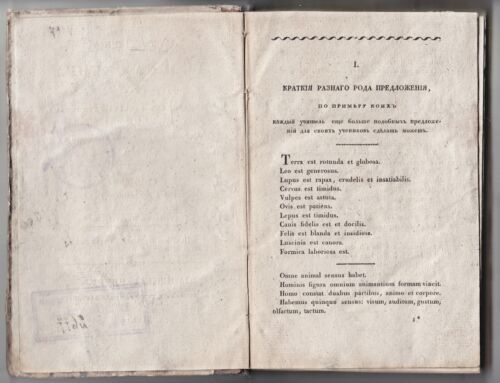 I.
КРАТКІЯ РАЗНАГО РОДА ПРЕДЛОЖЕНІЯ,
ПО ПРИМѢРУ КОИХЪ
каждый учитель еще больше подобныхъ предложе-
ній для своихъ учениковъ сдѣлать можетъ.
Terra est rotunda et globosa.
Leo est generosus.
Lupus est rapax, crudelis et insatiabilis.
Cervus est timidus.
Vulpes est astuta.
Ovis est patiens.
Lepus est timidus.
Canis fidelis est et docilis.
Felis est blanda et insidiosa.
Luscinia est canora.
Formica laboriosa est.
Omne animal sensus habet.
Hominis figura omnium animantium formam vincit.
Homo constat duabus partibus, animo et corpore.
Habemus quinque sensus: visum, auditum, gustum,
olfactum, tactum.
1*